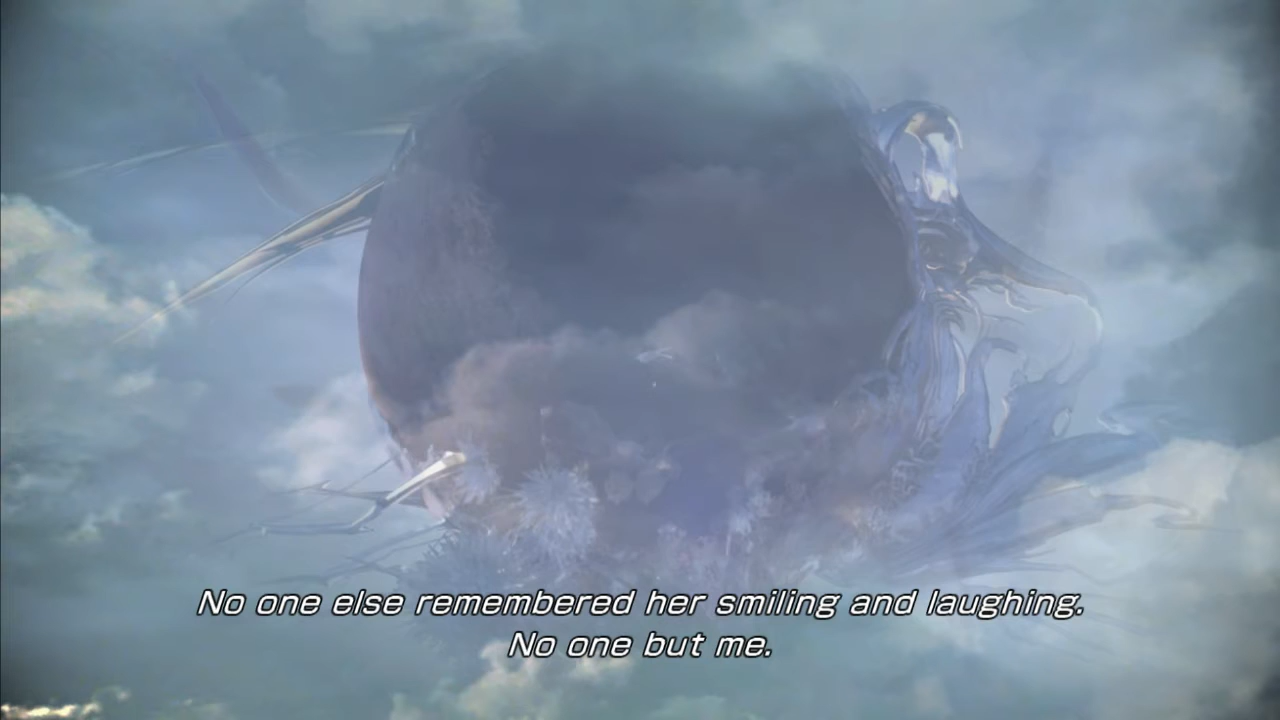 No one else remembered her smiling and laughing.
No one but me.